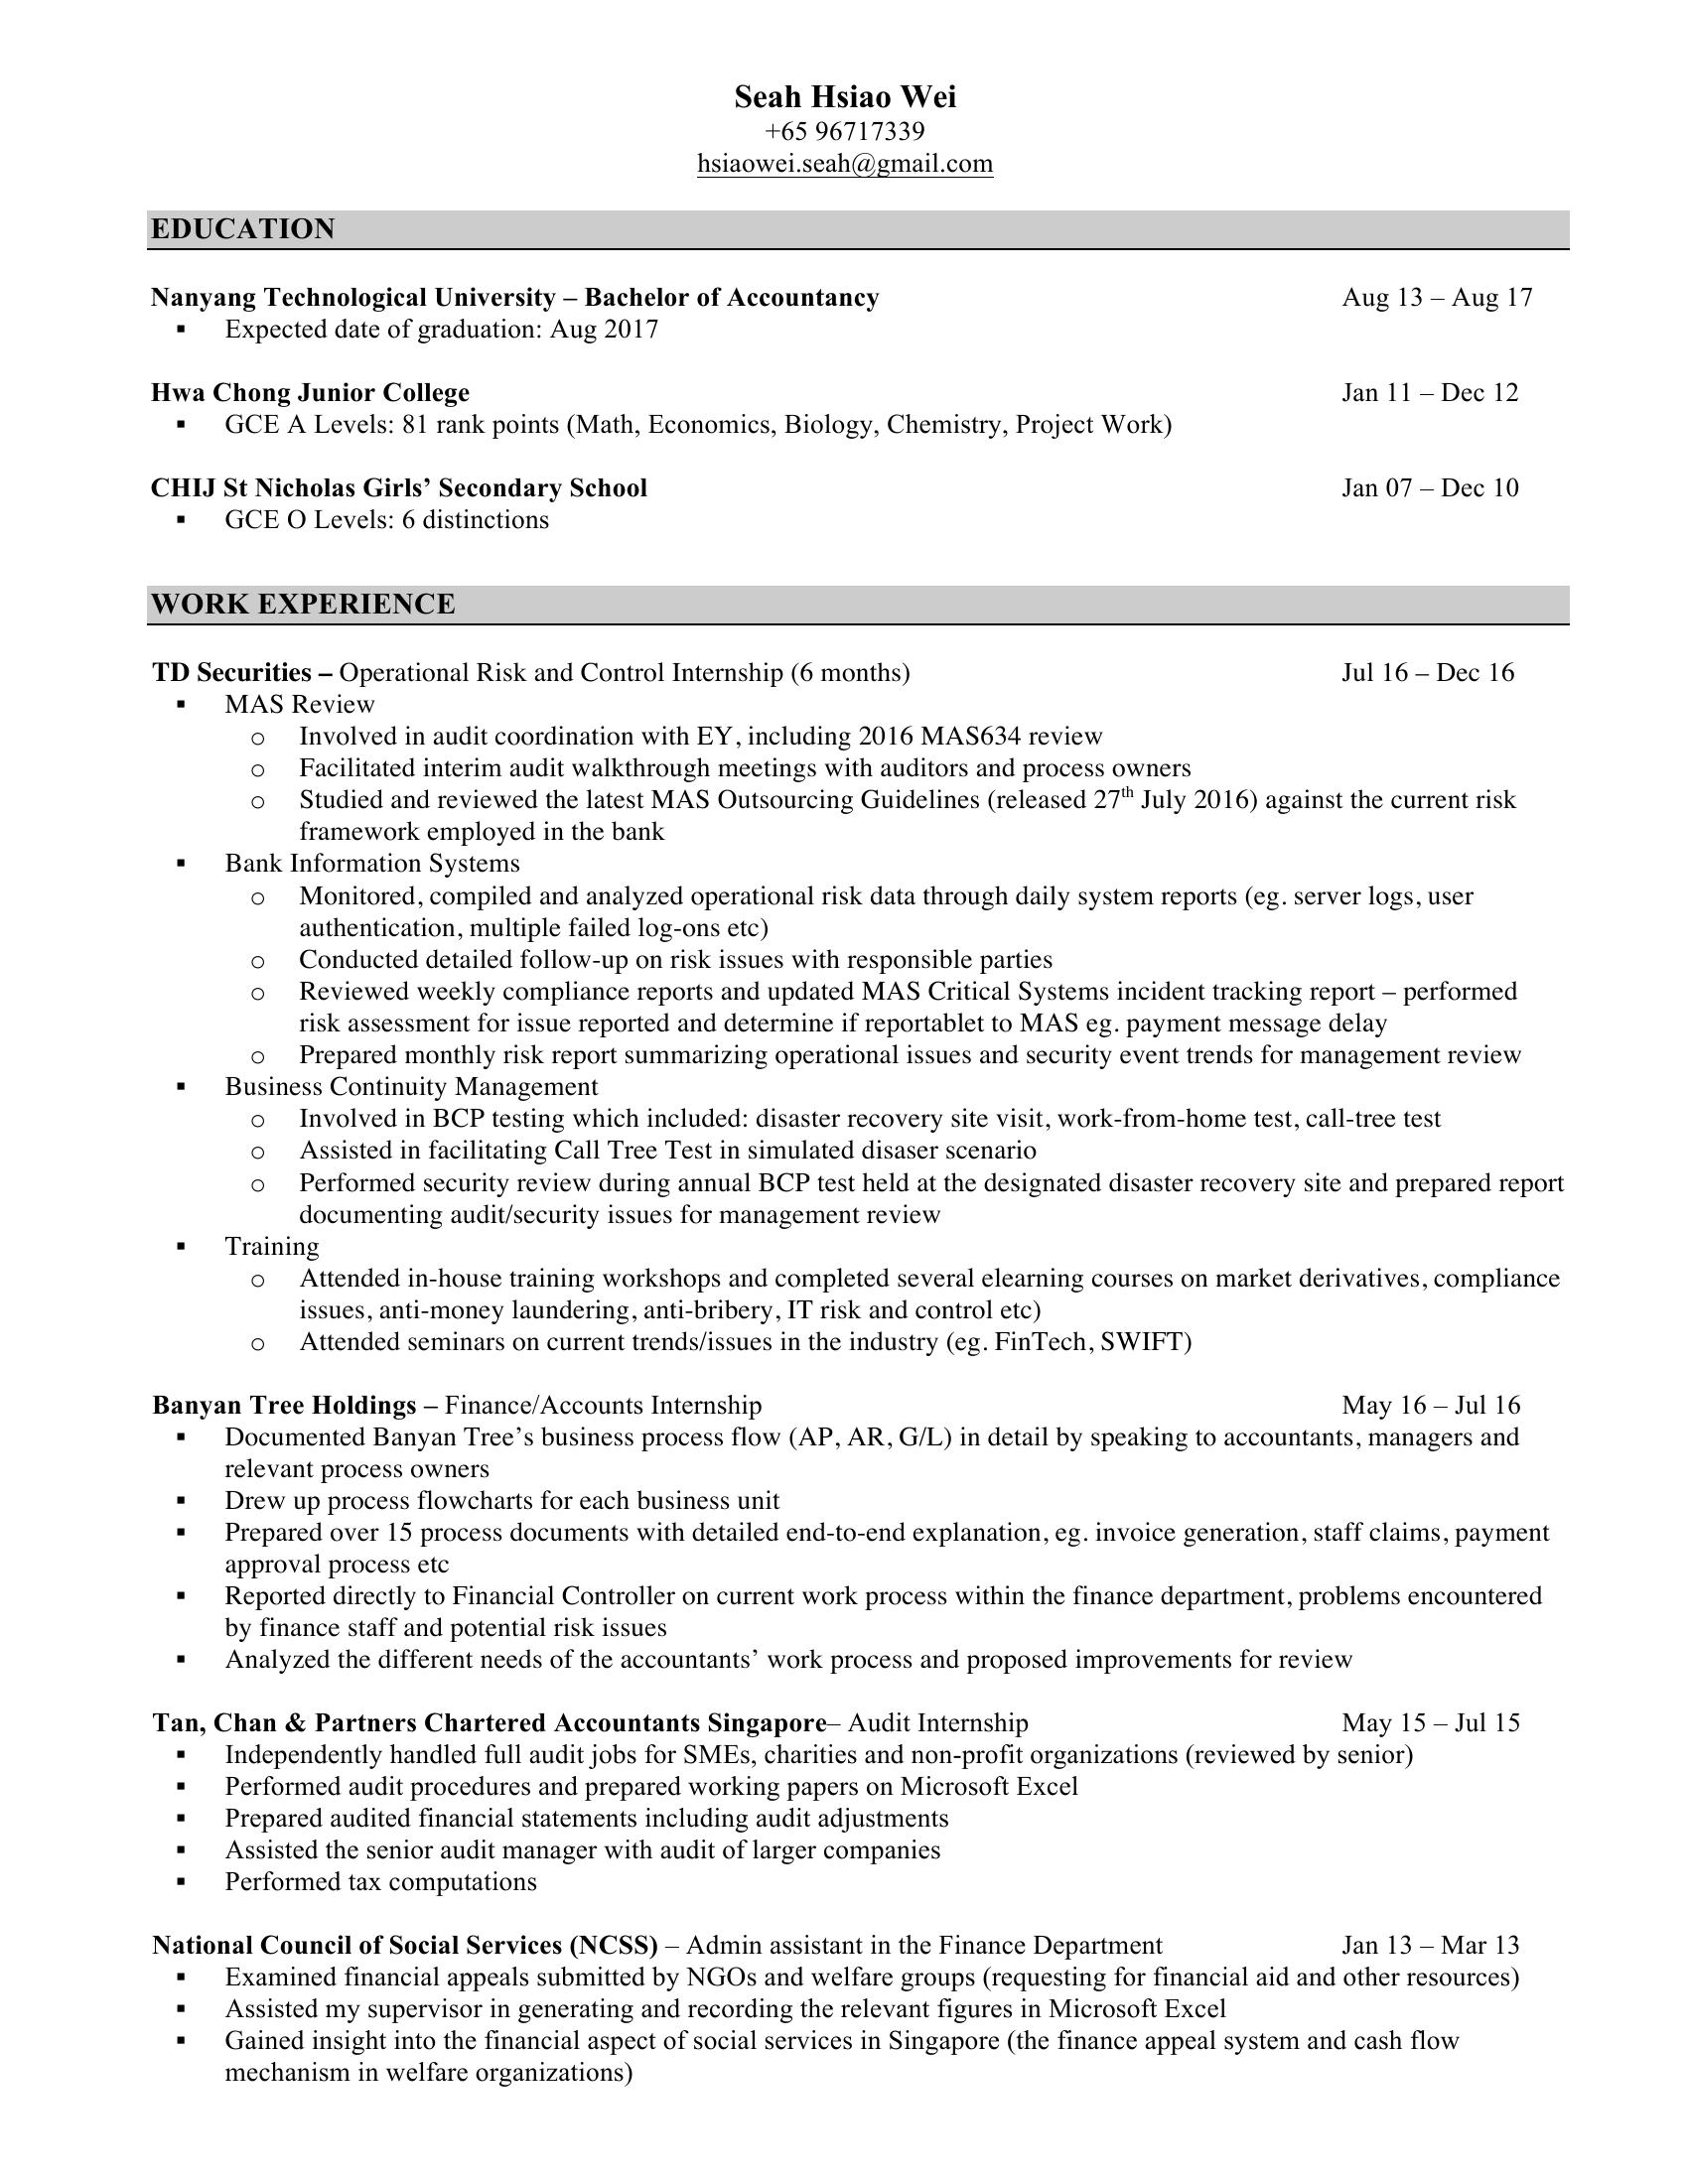 Seah Hsiao Wei
+65 96717339
hsiaowei.seah@gmail.com
EDUCATION
Nanyang Technological University – Bachelor of Accountancy Aug 13 – Aug 17
▪ Expected date of graduation: Aug 2017
Hwa Chong Junior College Jan 11 – Dec 12
▪ GCE A Levels: 81 rank points (Math, Economics, Biology, Chemistry, Project Work)
CHIJ St Nicholas Girls’ Secondary School Jan 07 – Dec 10
▪ GCE O Levels: 6 distinctions
WORK EXPERIENCE
TD Securities – Operational Risk and Control Internship (6 months) Jul 16 – Dec 16
▪ MAS Review
o Involved in audit coordination with EY, including 2016 MAS634 review
o Facilitated interim audit walkthrough meetings with auditors and process owners
o Studied and reviewed the latest MAS Outsourcing Guidelines (released 27th July 2016) against the current risk
framework employed in the bank
▪ Bank Information Systems
o Monitored, compiled and analyzed operational risk data through daily system reports (eg. server logs, user
authentication, multiple failed log-ons etc)
o Conducted detailed follow-up on risk issues with responsible parties
o Reviewed weekly compliance reports and updated MAS Critical Systems incident tracking report – performed
risk assessment for issue reported and determine if reportablet to MAS eg. payment message delay
o Prepared monthly risk report summarizing operational issues and security event trends for management review
▪ Business Continuity Management
o Involved in BCP testing which included: disaster recovery site visit, work-from-home test, call-tree test
o Assisted in facilitating Call Tree Test in simulated disaser scenario
o Performed security review during annual BCP test held at the designated disaster recovery site and prepared report
documenting audit/security issues for management review
▪ Training
o Attended in-house training workshops and completed several elearning courses on market derivatives, compliance
issues, anti-money laundering, anti-bribery, IT risk and control etc)
o Attended seminars on current trends/issues in the industry (eg. FinTech, SWIFT)
Banyan Tree Holdings – Finance/Accounts Internship May 16 – Jul 16
▪ Documented Banyan Tree’s business process flow (AP, AR, G/L) in detail by speaking to accountants, managers and
relevant process owners
▪ Drew up process flowcharts for each business unit
▪ Prepared over 15 process documents with detailed end-to-end explanation, eg. invoice generation, staff claims, payment
approval process etc
▪ Reported directly to Financial Controller on current work process within the finance department, problems encountered
by finance staff and potential risk issues
▪ Analyzed the different needs of the accountants’ work process and proposed improvements for review
Tan, Chan & Partners Chartered Accountants Singapore– Audit Internship May 15 – Jul 15
▪ Independently handled full audit jobs for SMEs, charities and non-profit organizations (reviewed by senior)
▪ Performed audit procedures and prepared working papers on Microsoft Excel
▪ Prepared audited financial statements including audit adjustments
▪ Assisted the senior audit manager with audit of larger companies
▪ Performed tax computations
National Council of Social Services (NCSS) – Admin assistant in the Finance Department Jan 13 – Mar 13
▪ Examined financial appeals submitted by NGOs and welfare groups (requesting for financial aid and other resources)
▪ Assisted my supervisor in generating and recording the relevant figures in Microsoft Excel
▪ Gained insight into the financial aspect of social services in Singapore (the finance appeal system and cash flow
mechanism in welfare organizations)